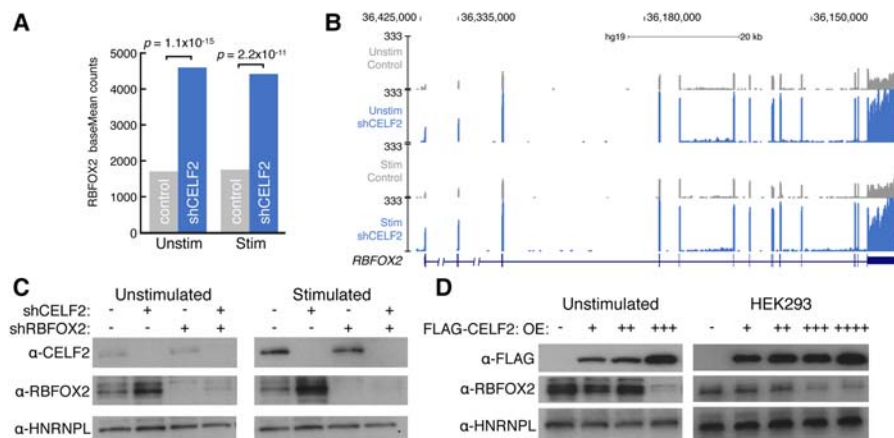 A
p = 1.1x10-15
p = 2.2x10-11
5000
4000
3000
2000
1000
0
RBFOX2 baseMean counts
control
shCELF2
control
shCELF2
Unstim
Stim
B
36,425,000
36,335,000
36,180,000
36,150,000
hg19
20 kb
333
Unstim
Control
333
Unstim
shCELF2
333
Stim
Control
333
Stim
shCELF2
RBFOX2
C
Unstimulated
Stimulated
shCELF2: - + - + - + - +
shRBFOX2: - - + + - - + +
α-CELF2
α-RBFOX2
α-HNRNPL
D
Unstimulated
HEK293
FLAG-CELF2: OE: - + ++ +++ - + ++ +++ ++++
α-FLAG
α-RBFOX2
α-HNRNPL